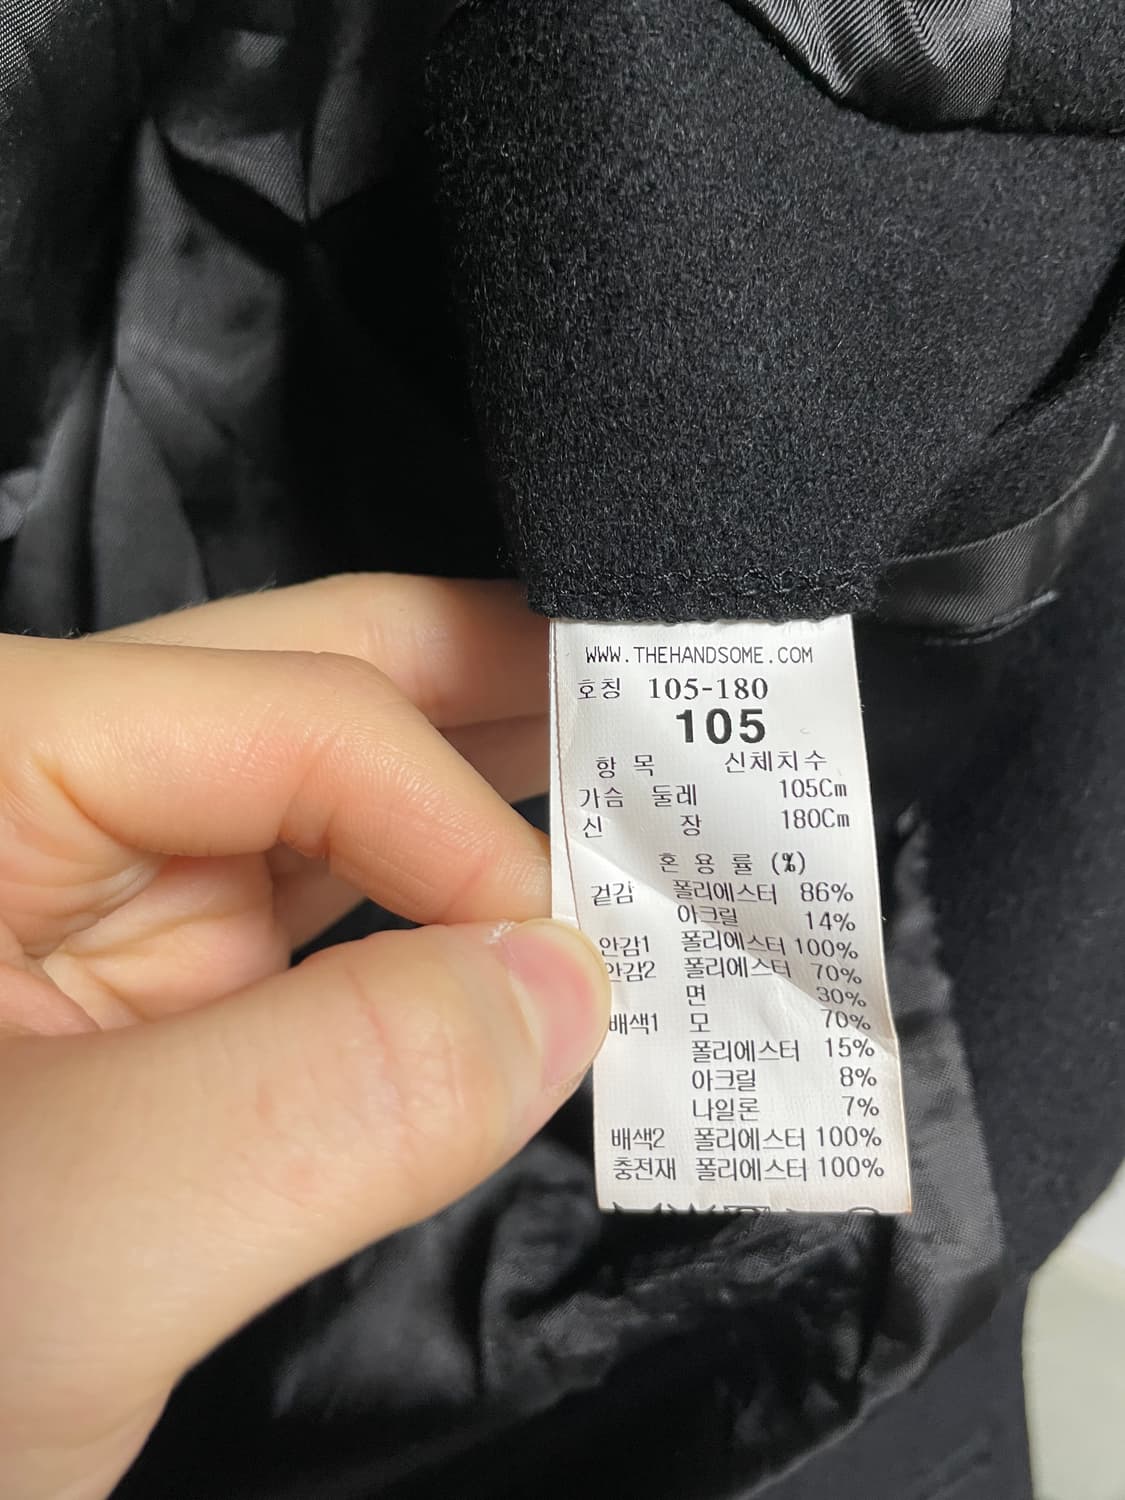 WWW.THEHANDSOME.COM
호칭 105-180
105
항 목 신체치수
가슴 둘레 105Cm
신 장 180Cm
혼 용 률 (%)
겉감 폴리에스터 86%
아크릴 14%
안감1 폴리에스터 100%
안감2 폴리에스터 70%
면 30%
배색1 모 70%
폴리에스터 15%
아크릴 8%
나일론 7%
배색2 폴리에스터 100%
충전재 폴리에스터 100%